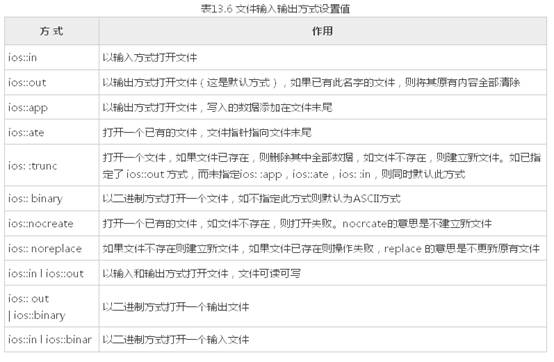 表13.6 文件输入输出方式设置值
方 式 作用
ios::in 以输入方式打开文件
ios::out 以输出方式打开文件（这是默认方式），如果已有此名字的文件，则将其原有内容全部清除
ios::app 以输出方式打开文件，写入的数据添加在文件末尾
ios::ate 打开一个已有的文件，文件指针指向文件末尾
ios: :trunc 打开一个文件，如果文件已存在，则删除其中全部数据，如文件不存在，则建立新文件。如已指
定了 ios::out 方式，而未指定ios: :app，ios::ate，ios: :in，则同时默认此方式
ios:: binary 以二进制方式打开一个文件，如不指定此方式则默认为ASCII方式
ios::nocreate 打开一个已有的文件，如文件不存在，则打开失败。nocrcate的意思是不建立新文件
ios:: noreplace 如果文件不存在则建立新文件，如果文件已存在则操作失败，replace 的意思是不更新原有文件
ios::in l ios::out 以输入和输出方式打开文件，文件可读可写
ios:: out
| ios::binary 以二进制方式打开一个输出文件
ios::in l ios::binar 以二进制方式打开一个输入文件